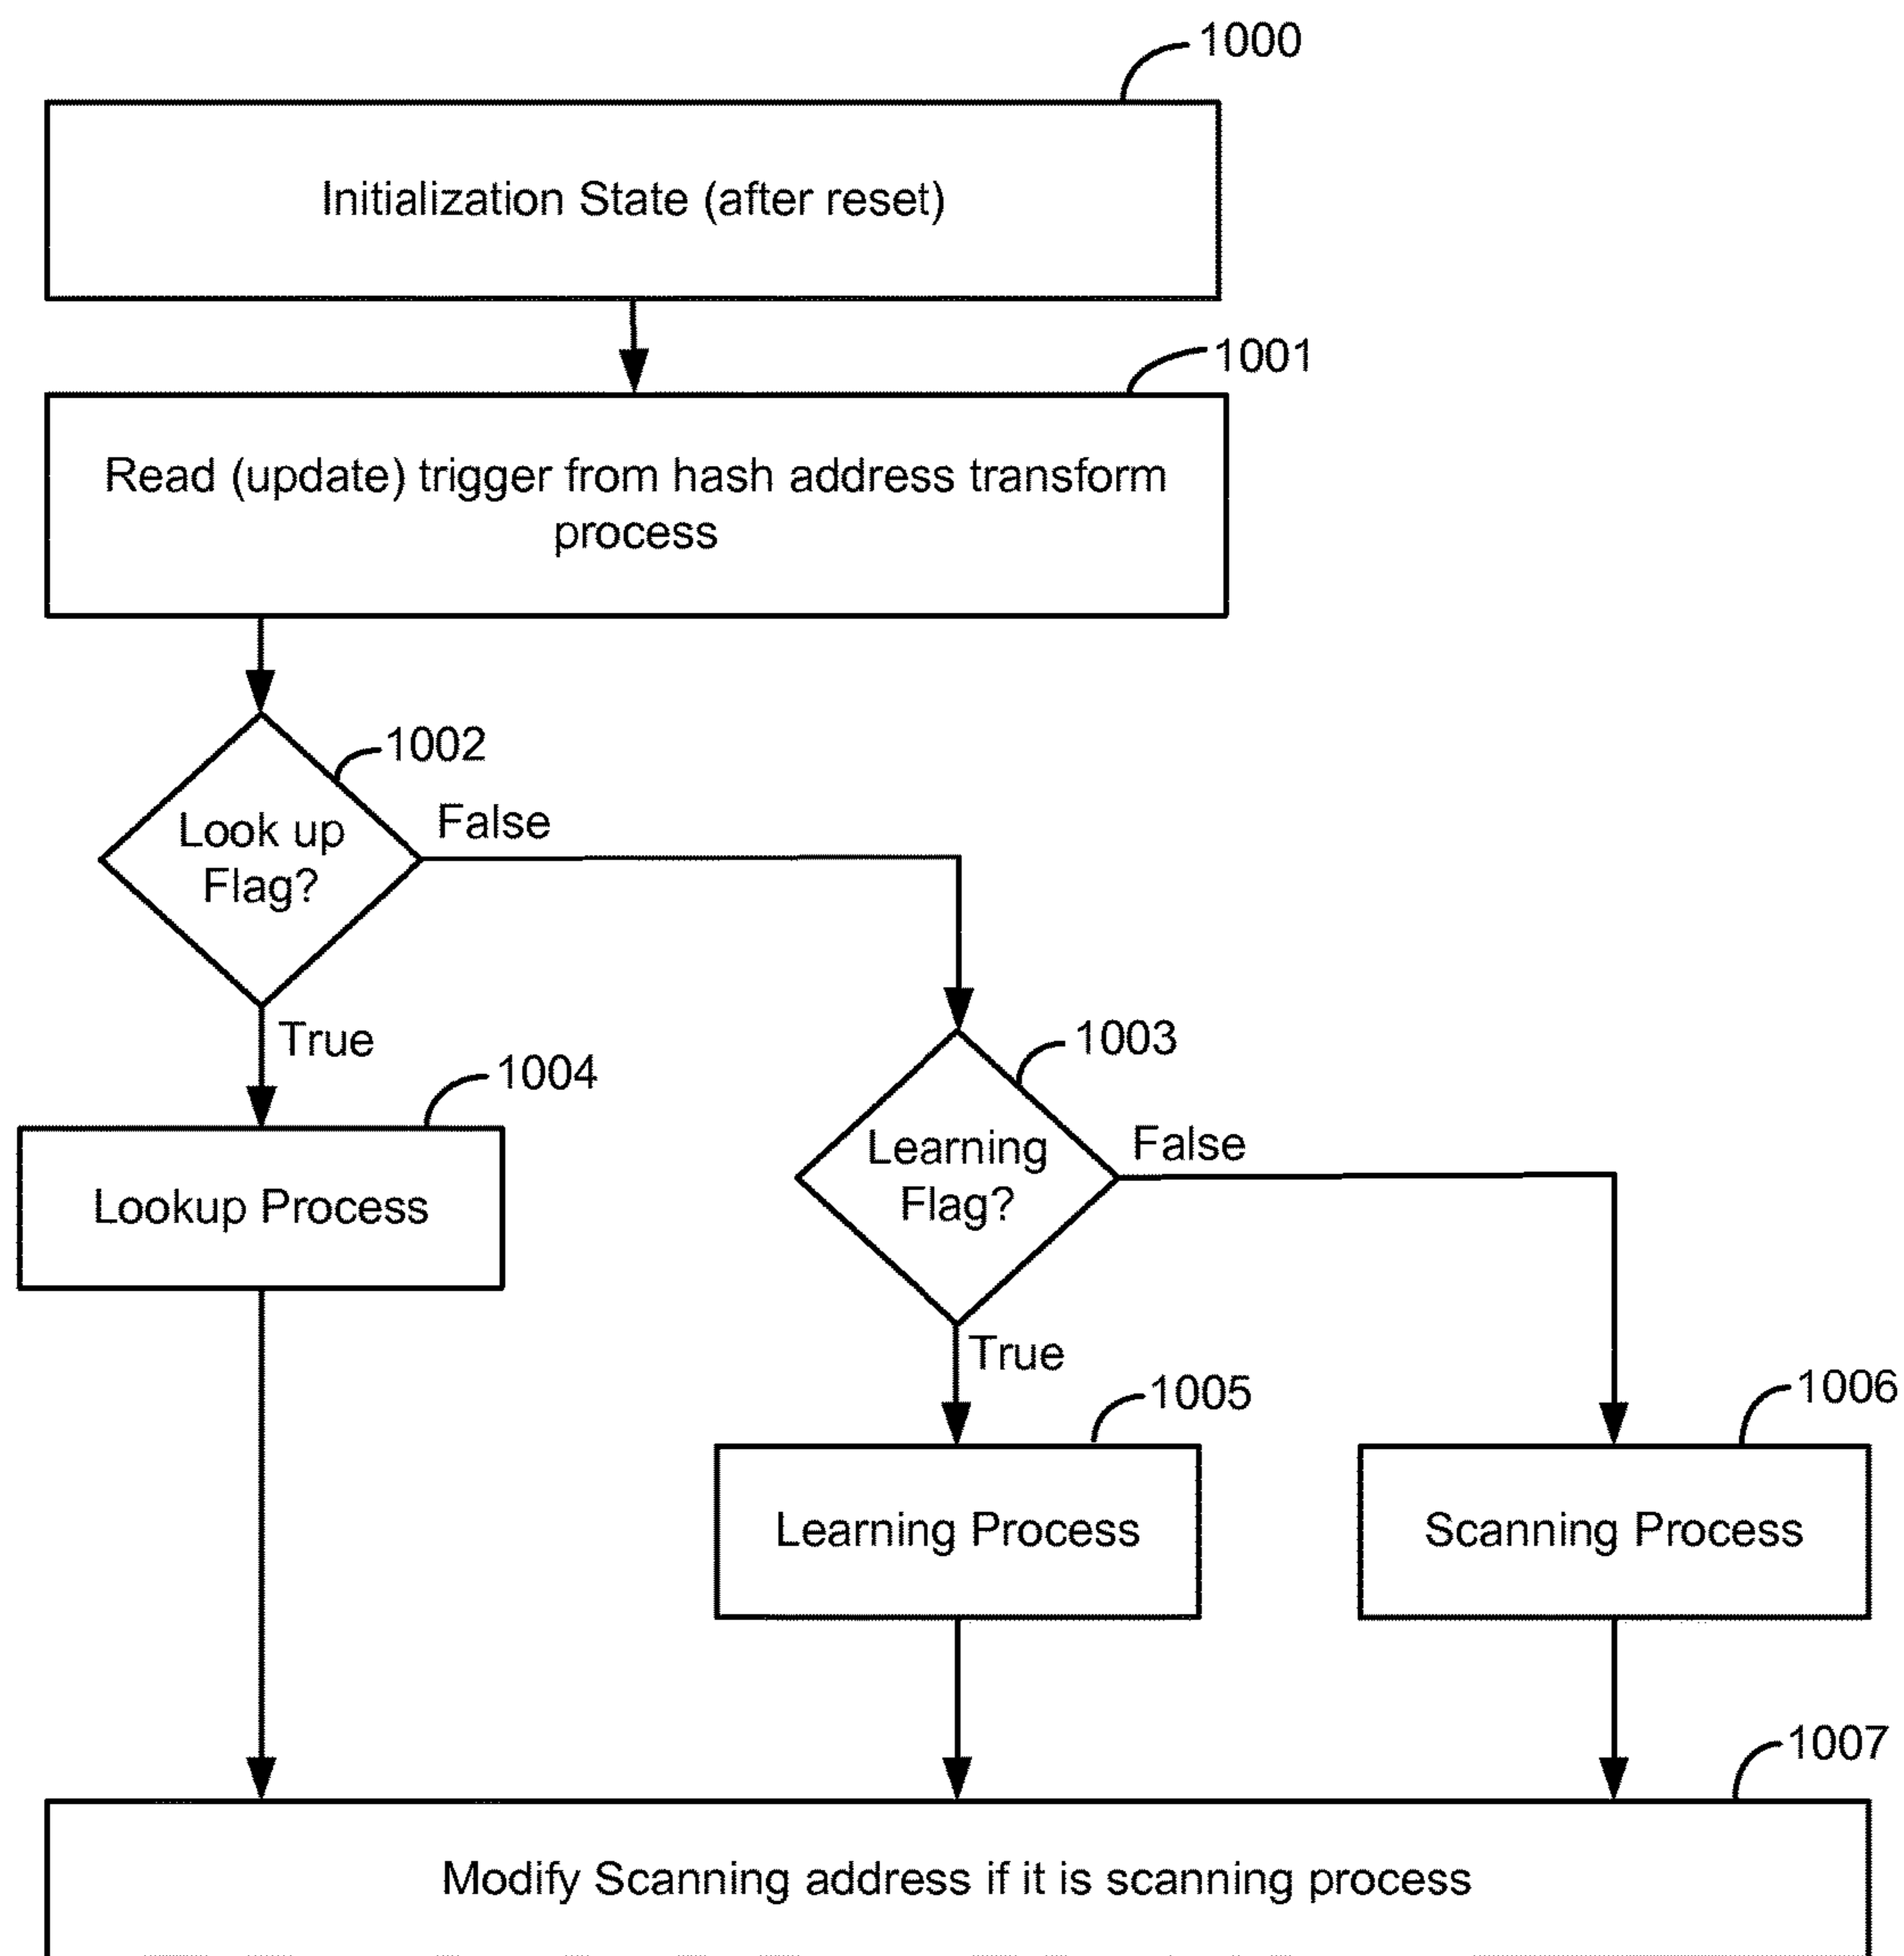 1000
Initialization State (after reset)
1001
Read (update) trigger from hash address transform
process
1002
Look up
Flag?
False
True
1003
Learning
Flag?
False
True
1004
Lookup Process
1005
Learning Process
1006
Scanning Process
1007
Modify Scanning address if it is scanning process